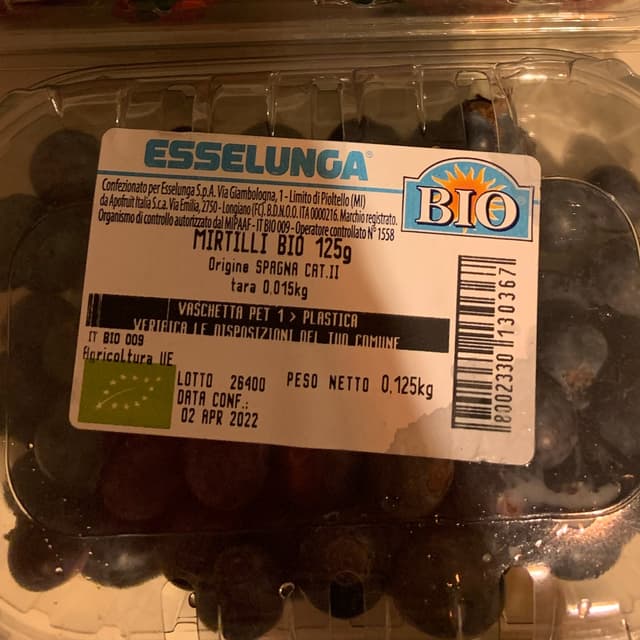 ESSELUNGA®
Confezionato per Esselunga S.p.A. Via Giambologna, 1 - Limito di Pioltello (MI)
da Apofruit Italia S.c.a. Via Emilia, 2750 - Longiano (FC). B.D.N.O.O. ITA 0000216. Marchio registrato.
Organismo di controllo autorizzato dal MIPAAF - IT BIO 009 - Operatore controllato N° 1558
BIO
MIRTILLI BIO 125g
Origine SPAGNA CAT.II
tara 0,015kg
VASCHETTA PET 1 > PLASTICA
VERIFICA LE DISPOSIZIONI DEL TUO COMUNE
IT BIO 009
Agricoltura UE
LOTTO 26400 PESO NETTO 0,125kg
DATA CONF.:
02 APR 2022
8002330113036 7